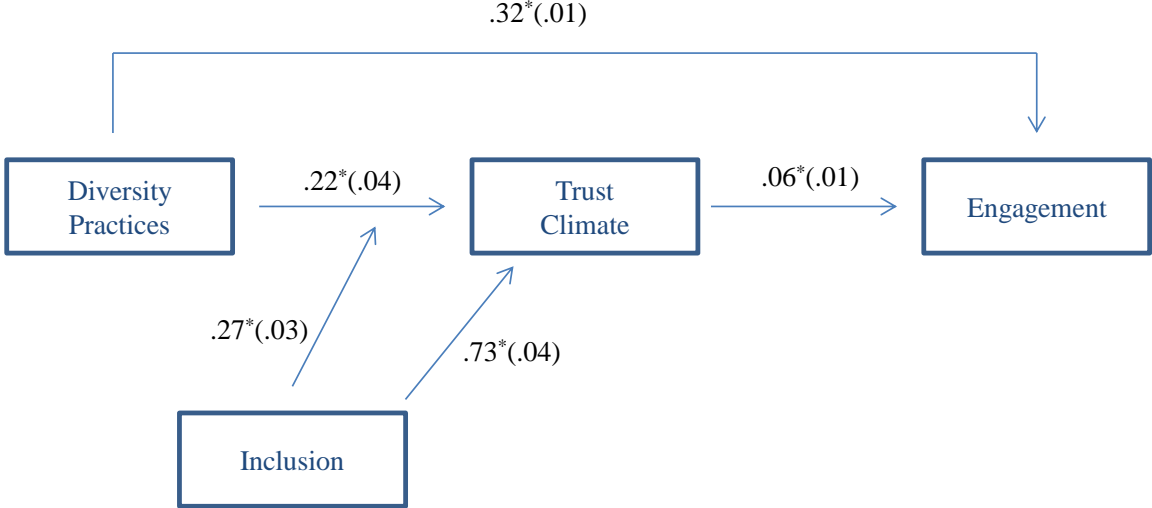 .32*(.01)
Diversity
Practices
.22*(.04)
Trust
Climate
.06*(.01)
Engagement
.27*(.03)
.73*(.04)
Inclusion